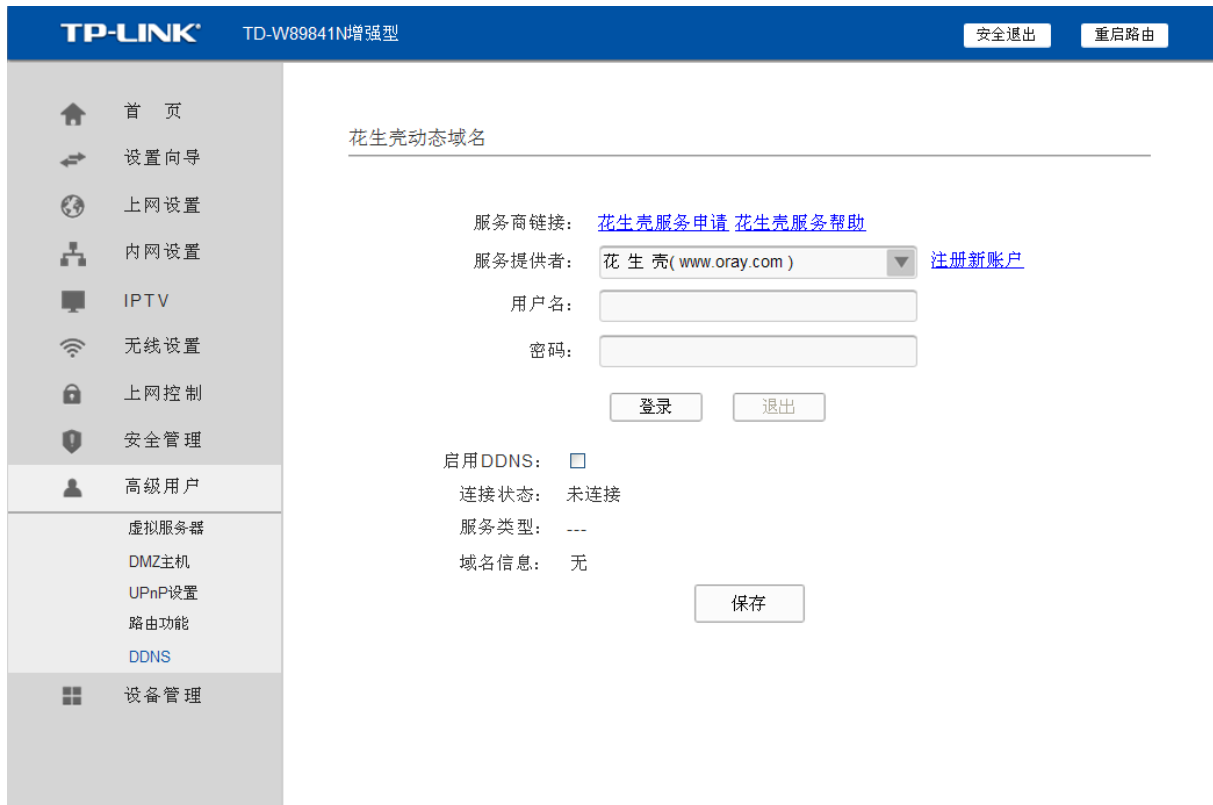 TP-LINK TD-W89841N增强型 安全退出 重启路由
首 页
设置向导
上网设置
内网设置
IPTV
无线设置
上网控制
安全管理
高级用户
虚拟服务器
DMZ主机
UPnP设置
路由功能
DDNS
设备管理
花生壳动态域名
服务商链接： 花生壳服务申请 花生壳服务帮助
服务提供者： 花 生 壳( www.oray.com ) 注册新账户
用户名：
密码：
登录 退出
启用DDNS：
连接状态： 未连接
服务类型： ---
域名信息： 无
保存